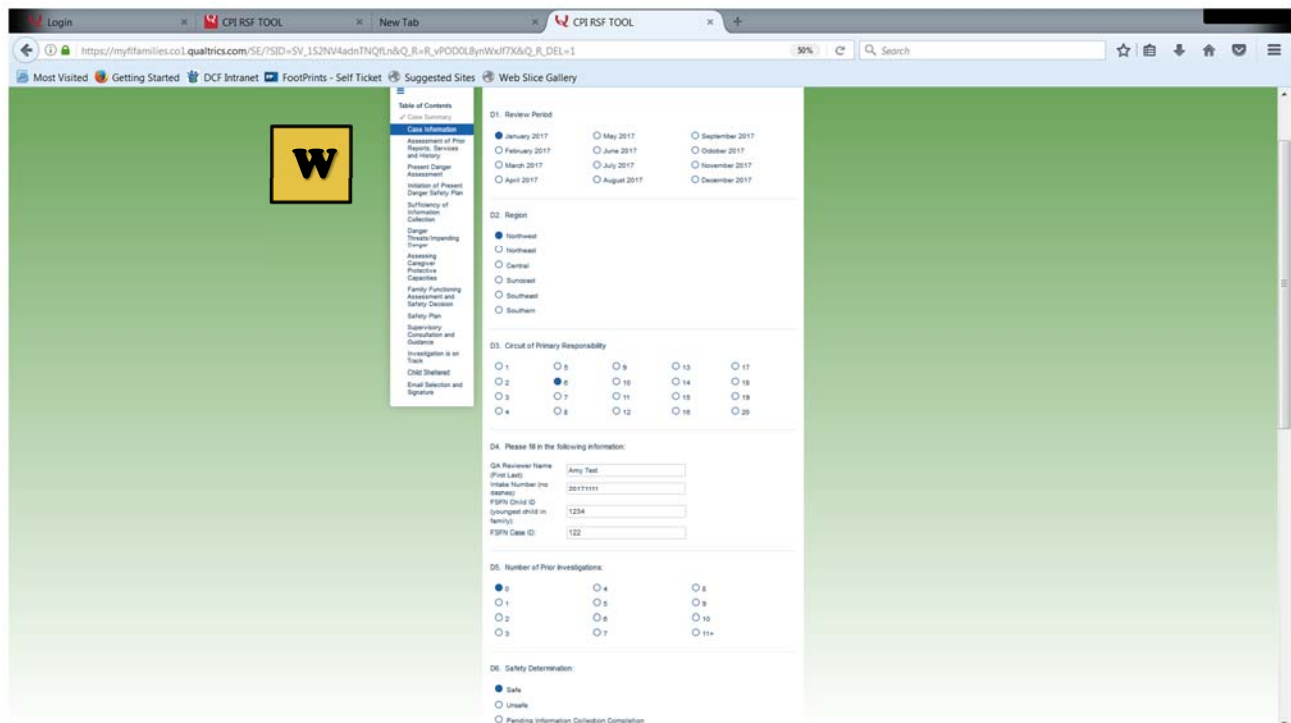 Login
CPI RSF TOOL
New Tab
CPI RSF TOOL
https://myflfamilies.co1.qualtrics.com/SE/?SID=SV_1S2NV4adnTNQfLn&Q_R=R_vPDD0L8ynWxJf7X&Q_R_DEL=1
50%
Search
Most Visited Getting Started DCF Intranet FootPrints - Self Ticket Suggested Sites Web Slice Gallery
W
Table of Contents
Case Summary
Case Information
Assessment of Prior
Reports, Services
and History
Present Danger
Assessment
Initiation of Present
Danger Safety Plan
Sufficiency of
Information
Collection
Danger
Threats/Impending
Danger
Assessing
Caregiver
Protective
Capacities
Family Functioning
Assessment and
Safety Decision
Safety Plan
Supervisory
Consultation and
Guidance
Investigation is on
Track
Child Sheltered
Email Selection and
Signature
D1. Review Period
January 2017 May 2017 September 2017
February 2017 June 2017 October 2017
March 2017 July 2017 November 2017
April 2017 August 2017 December 2017
D2. Region
Northwest
Northeast
Central
Suncoast
Southeast
Southern
D3. Circuit of Primary Responsibility
1 5 9 13 17
2 6 10 14 18
3 7 11 15 19
4 8 12 16 20
D4. Please fill in the following information:
QA Reviewer Name
(First Last): Amy Test
Intake Number (no
dashes): 20171111
FSFN Child ID
(youngest child in 1234
family):
FSFN Case ID: 122
D5. Number of Prior Investigations:
0 4 8
1 5 9
2 6 10
3 7 11+
D6. Safety Determination:
Safe
Unsafe
Pending Information Collection Completion